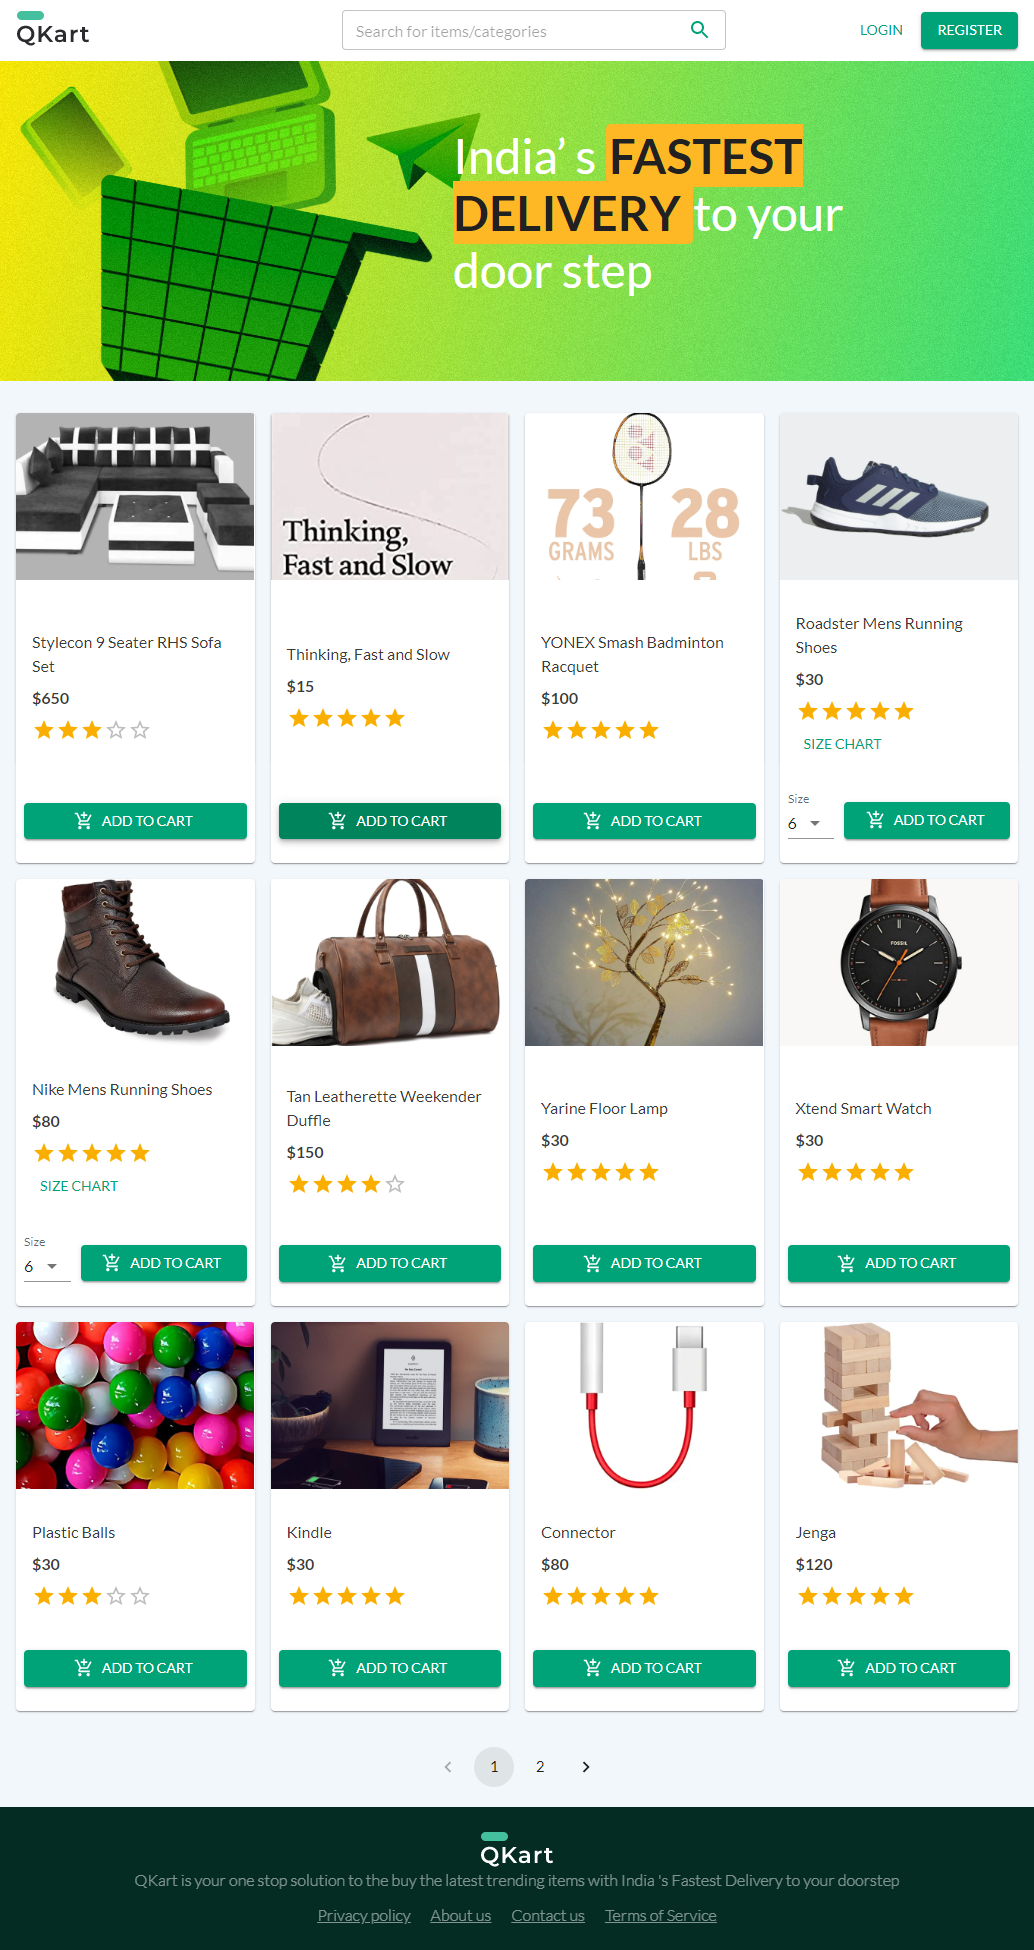 QKart
Search for items/categories
LOGIN
REGISTER
India’ s FASTEST
DELIVERY to your
door step
Thinking,
Fast and Slow
73
GRAMS
28
LBS
Stylecon 9 Seater RHS Sofa
Set
$650
ADD TO CART
Thinking, Fast and Slow
$15
ADD TO CART
YONEX Smash Badminton
Racquet
$100
ADD TO CART
Roadster Mens Running
Shoes
$30
SIZE CHART
Size
6
ADD TO CART
FOSSIL
Nike Mens Running Shoes
$80
SIZE CHART
Size
6
ADD TO CART
Tan Leatherette Weekender
Duffle
$150
ADD TO CART
Yarine Floor Lamp
$30
ADD TO CART
Xtend Smart Watch
$30
ADD TO CART
Plastic Balls
$30
ADD TO CART
Kindle
$30
ADD TO CART
Connector
$80
ADD TO CART
Jenga
$120
ADD TO CART
1
2
QKart
QKart is your one stop solution to the buy the latest trending items with India 's Fastest Delivery to your doorstep
Privacy policy
About us
Contact us
Terms of Service